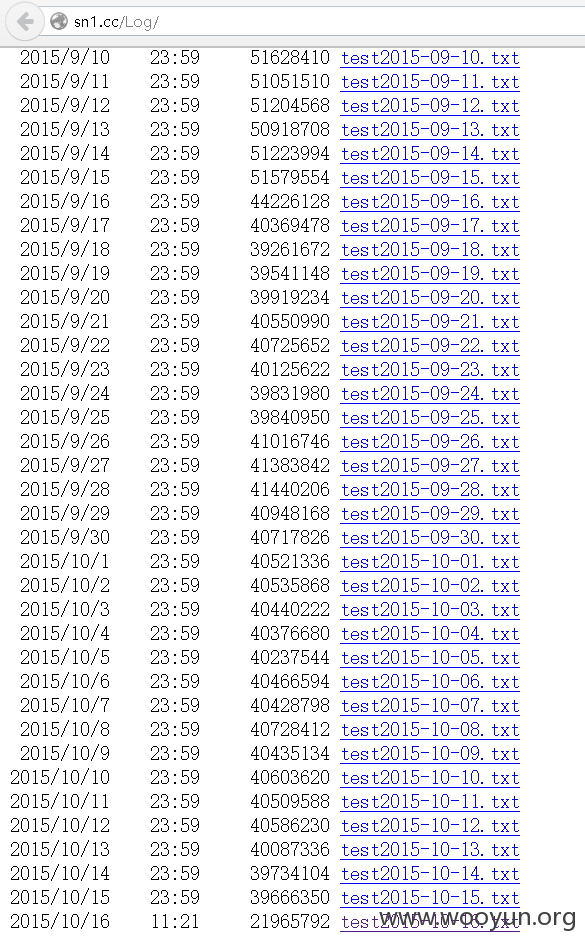 sn1.cc/Log/
2015/9/10 23:59 51628410 test2015-09-10.txt
2015/9/11 23:59 51051510 test2015-09-11.txt
2015/9/12 23:59 51204568 test2015-09-12.txt
2015/9/13 23:59 50918708 test2015-09-13.txt
2015/9/14 23:59 51223994 test2015-09-14.txt
2015/9/15 23:59 51579554 test2015-09-15.txt
2015/9/16 23:59 44226128 test2015-09-16.txt
2015/9/17 23:59 40369478 test2015-09-17.txt
2015/9/18 23:59 39261672 test2015-09-18.txt
2015/9/19 23:59 39541148 test2015-09-19.txt
2015/9/20 23:59 39919234 test2015-09-20.txt
2015/9/21 23:59 40550990 test2015-09-21.txt
2015/9/22 23:59 40725652 test2015-09-22.txt
2015/9/23 23:59 40125622 test2015-09-23.txt
2015/9/24 23:59 39831980 test2015-09-24.txt
2015/9/25 23:59 39840950 test2015-09-25.txt
2015/9/26 23:59 41016746 test2015-09-26.txt
2015/9/27 23:59 41383842 test2015-09-27.txt
2015/9/28 23:59 41440206 test2015-09-28.txt
2015/9/29 23:59 40948168 test2015-09-29.txt
2015/9/30 23:59 40717826 test2015-09-30.txt
2015/10/1 23:59 40521336 test2015-10-01.txt
2015/10/2 23:59 40535868 test2015-10-02.txt
2015/10/3 23:59 40440222 test2015-10-03.txt
2015/10/4 23:59 40376680 test2015-10-04.txt
2015/10/5 23:59 40237544 test2015-10-05.txt
2015/10/6 23:59 40466594 test2015-10-06.txt
2015/10/7 23:59 40428798 test2015-10-07.txt
2015/10/8 23:59 40728412 test2015-10-08.txt
2015/10/9 23:59 40435134 test2015-10-09.txt
2015/10/10 23:59 40603620 test2015-10-10.txt
2015/10/11 23:59 40509588 test2015-10-11.txt
2015/10/12 23:59 40586230 test2015-10-12.txt
2015/10/13 23:59 40087336 test2015-10-13.txt
2015/10/14 23:59 39734104 test2015-10-14.txt
2015/10/15 23:59 39666350 test2015-10-15.txt
2015/10/16 11:21 21965792 test2015-10-16.txt
www.wooyun.org